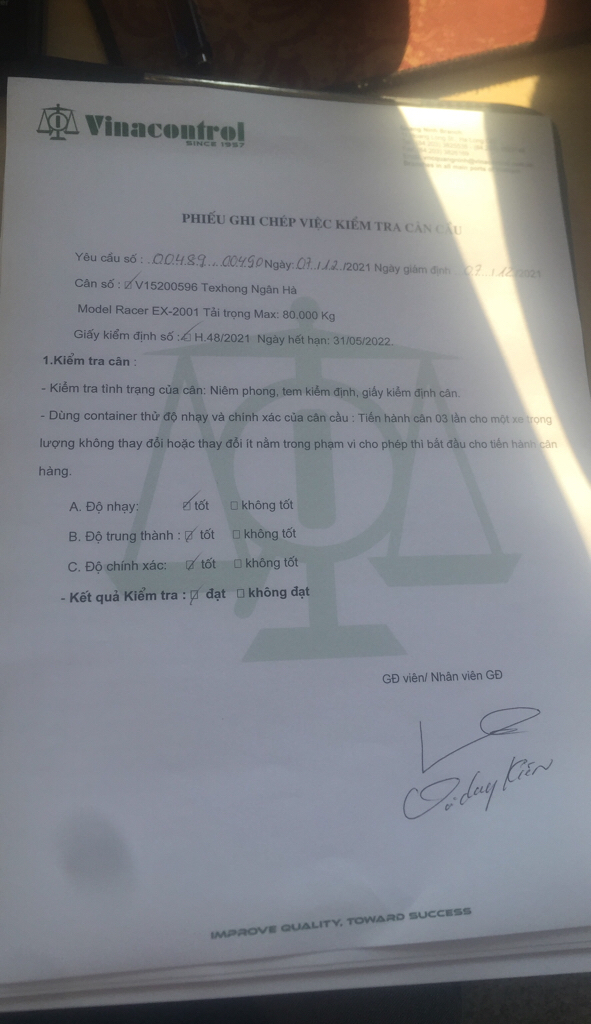 Vinacontrol
SINCE 1957
PHIẾU GHI CHÉP VIỆC KIỂM TRA CÂN CẦU
Yêu cầu số : 00489...00490 Ngày: 07/12/2021 Ngày giám định 07/12/2021
Cân số : ☑ V15200596 Texhong Ngân Hà
Model Racer EX-2001 Tải trọng Max: 80.000 Kg
Giấy kiểm định số : ☑ H.48/2021 Ngày hết hạn: 31/05/2022.
1.Kiểm tra cân :
- Kiểm tra tình trạng của cân: Niêm phong, tem kiểm định, giấy kiểm định cân.
- Dùng container thử độ nhạy và chính xác của cân cầu : Tiến hành cân 03 lần cho một xe trọng
lượng không thay đổi hoặc thay đổi ít nằm trong phạm vi cho phép thì bắt đầu cho tiến hành cân
hàng.
A. Độ nhạy: ☑ tốt ☐ không tốt
B. Độ trung thành : ☑ tốt ☐ không tốt
C. Độ chính xác: ☑ tốt ☐ không tốt
- Kết quả Kiểm tra : ☑ đạt ☐ không đạt
GĐ viên/ Nhân viên GĐ
duy Kiên
IMPROVE QUALITY, TOWARD SUCCESS